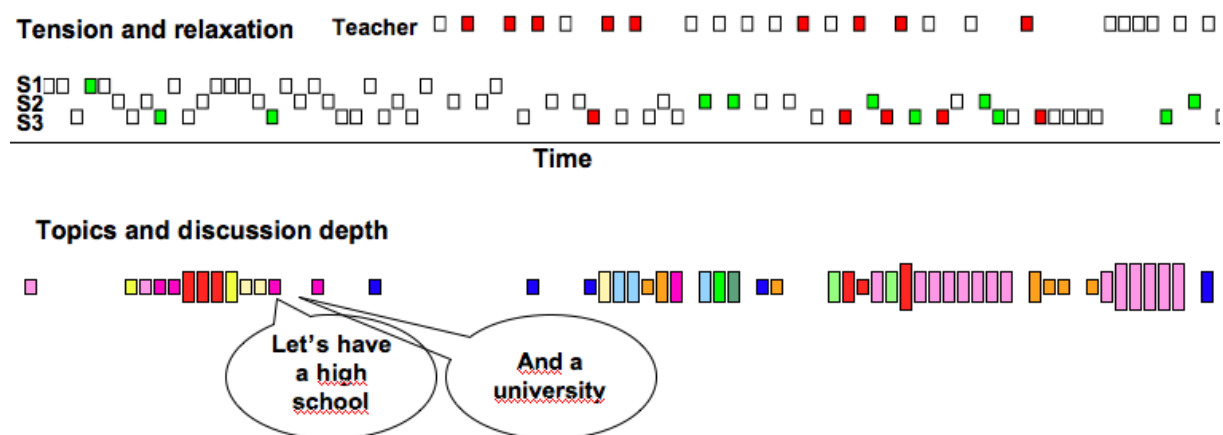 Tension and relaxation
Teacher
S1
S2
S3
Time
Topics and discussion depth
Let's have
a high
school
And a
university